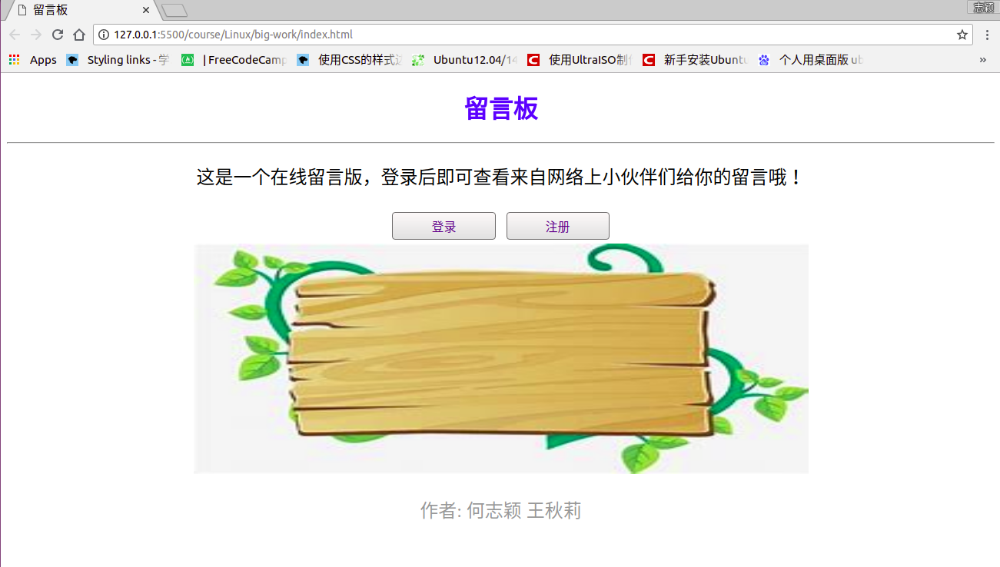 留言板
志颖
127.0.0.1:5500/course/Linux/big-work/index.html
Apps Styling links - 学 | FreeCodeCamp 使用CSS的样式 Ubuntu12.04/14 使用UltraISO制 新手安装Ubuntu 个人用桌面版 ub »
留言板
这是一个在线留言版，登录后即可查看来自网络上小伙伴们给你的留言哦！
登录 注册
作者: 何志颖 王秋莉